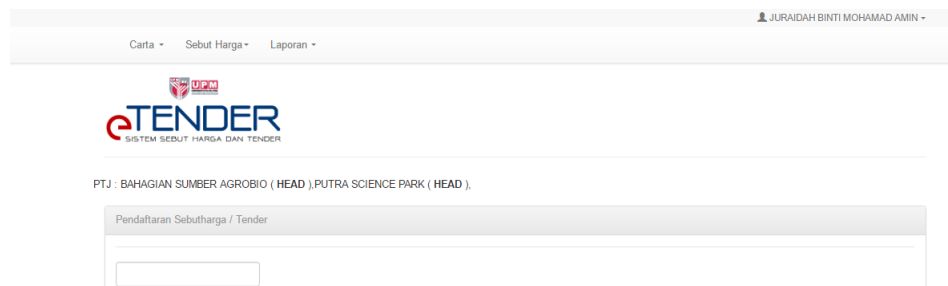 JURAIDAH BINTI MOHAMAD AMIN
Carta Sebut Harga Laporan
UPM
eTENDER
SISTEM SEBUT HARGA DAN TENDER
PTJ : BAHAGIAN SUMBER AGROBIO ( HEAD ),PUTRA SCIENCE PARK ( HEAD ),
Pendaftaran Sebutharga / Tender